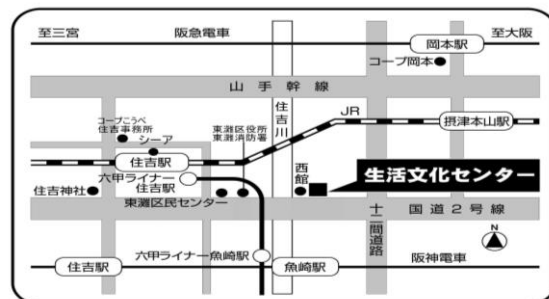 至三宮 阪急電車 岡本駅 至大阪
コープ岡本
山手幹線
コープこうべ
住吉事務所
シーア
東灘区役所
東灘消防署
住吉川
JR
摂津本山駅
住吉駅
六甲ライナー
住吉駅
西館
生活文化センター
住吉神社
東灘区民センター
十二間道路
国道2号線
N
六甲ライナー魚崎駅
住吉駅 魚崎駅 阪神電車